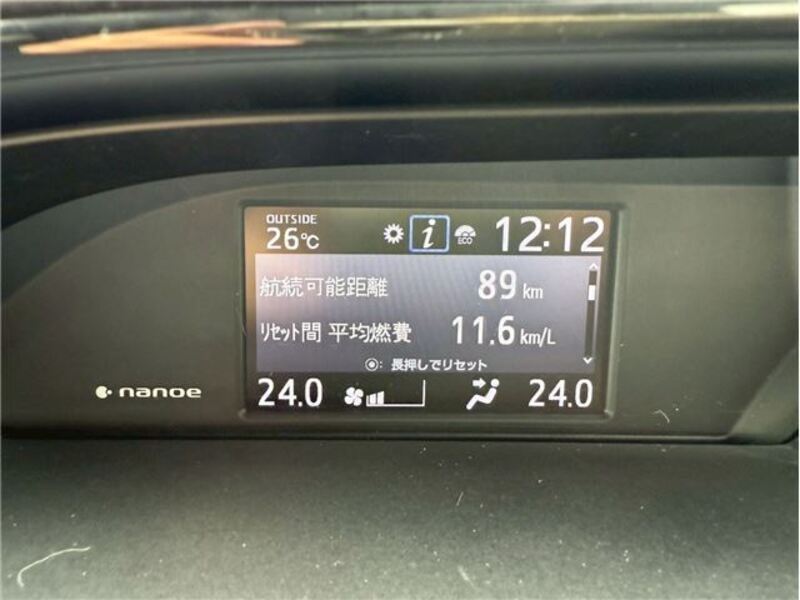 OUTSIDE
26℃ i ECO 12:12
航続可能距離 89 km
ﾘｾｯﾄ間 平均燃費 11.6 km/L
◉: 長押しでリセット
24.0 24.0
nanoe